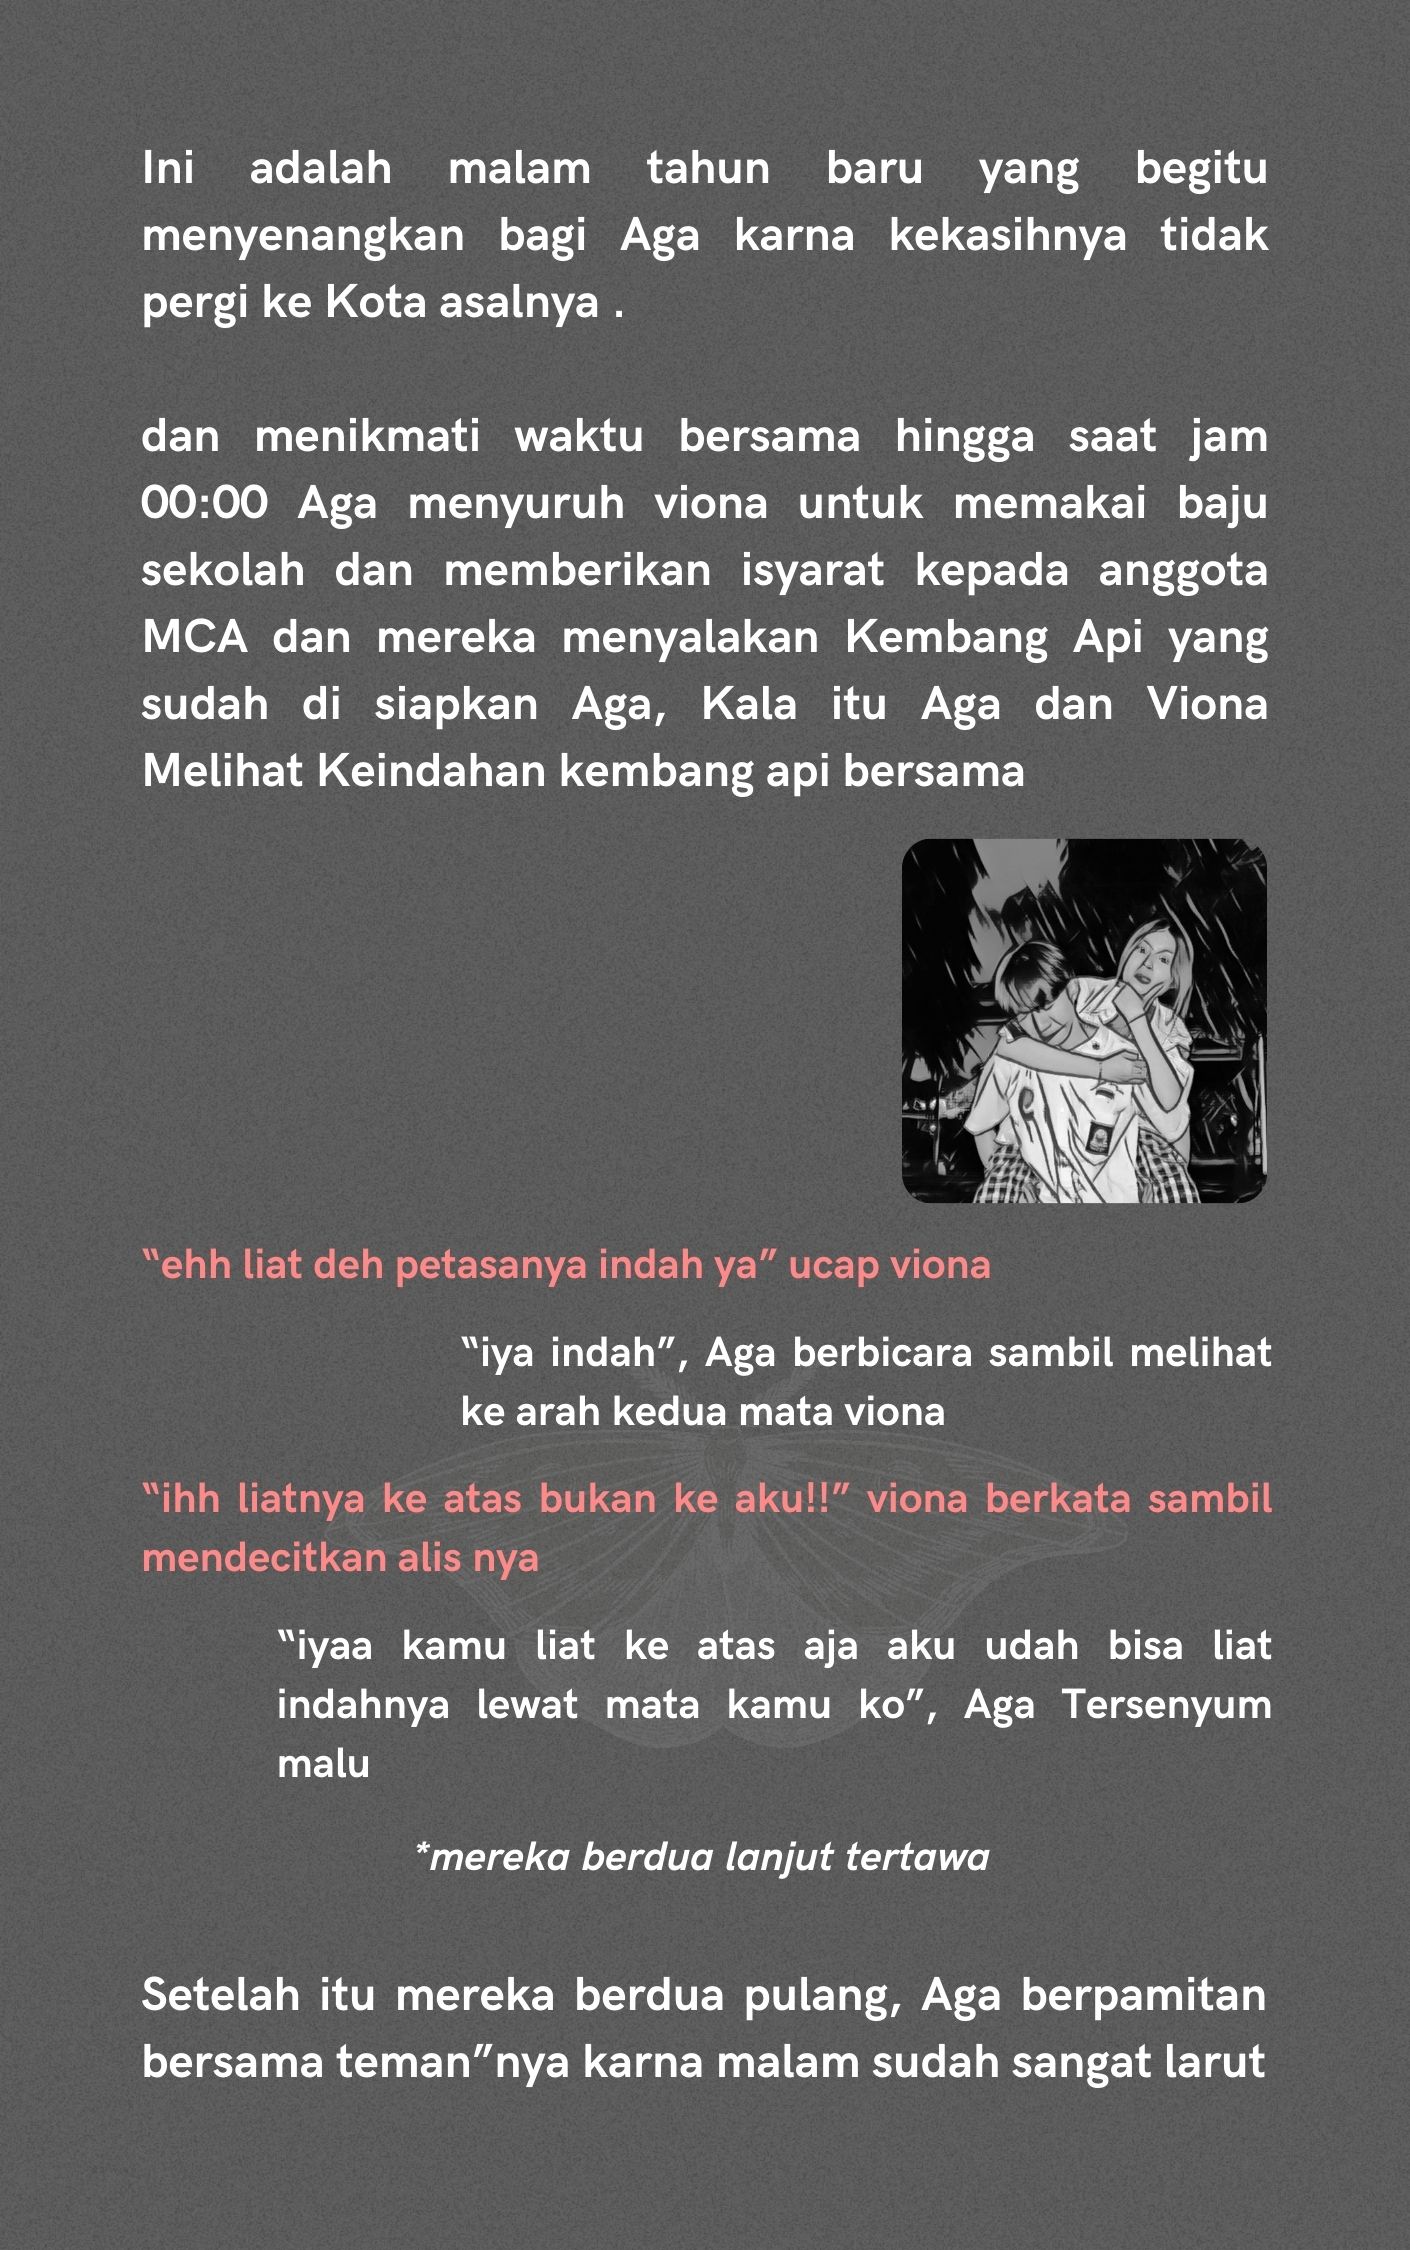 Ini adalah malam tahun baru yang begitu
menyenangkan bagi Aga karna kekasihnya tidak
pergi ke Kota asalnya .
dan menikmati waktu bersama hingga saat jam
00:00 Aga menyuruh viona untuk memakai baju
sekolah dan memberikan isyarat kepada anggota
MCA dan mereka menyalakan Kembang Api yang
sudah di siapkan Aga, Kala itu Aga dan Viona
Melihat Keindahan kembang api bersama
“ehh liat deh petasanya indah ya” ucap viona
“iya indah”, Aga berbicara sambil melihat
ke arah kedua mata viona
“ihh liatnya ke atas bukan ke aku!!” viona berkata sambil
mendecitkan alis nya
“iyaa kamu liat ke atas aja aku udah bisa liat
indahnya lewat mata kamu ko”, Aga Tersenyum
malu
*mereka berdua lanjut tertawa
Setelah itu mereka berdua pulang, Aga berpamitan
bersama teman”nya karna malam sudah sangat larut